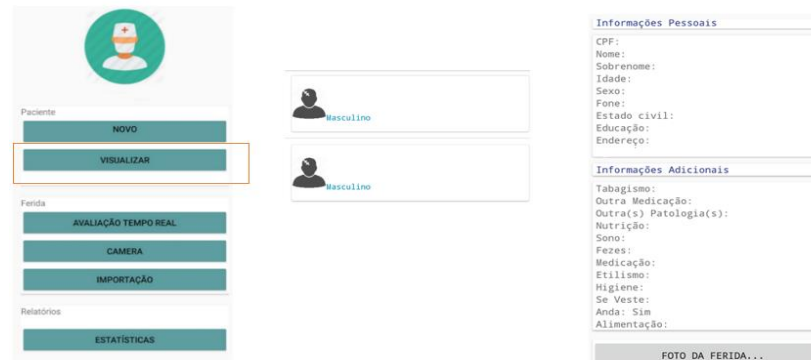 Paciente
NOVO
VISUALIZAR
Ferida
AVALIAÇÃO TEMPO REAL
CAMERA
IMPORTAÇÃO
Relatórios
ESTATÍSTICAS
Masculino
Masculino
Informações Pessoais
CPF:
Nome:
Sobrenome:
Idade:
Sexo:
Fone:
Estado civil:
Educação:
Endereço:
Informações Adicionais
Tabagismo:
Outra Medicação:
Outra(s) Patologia(s):
Nutrição:
Sono:
Fezes:
Medicação:
Etilismo:
Higiene:
Se Veste:
Anda: Sim
Alimentação:
FOTO DA FERIDA...